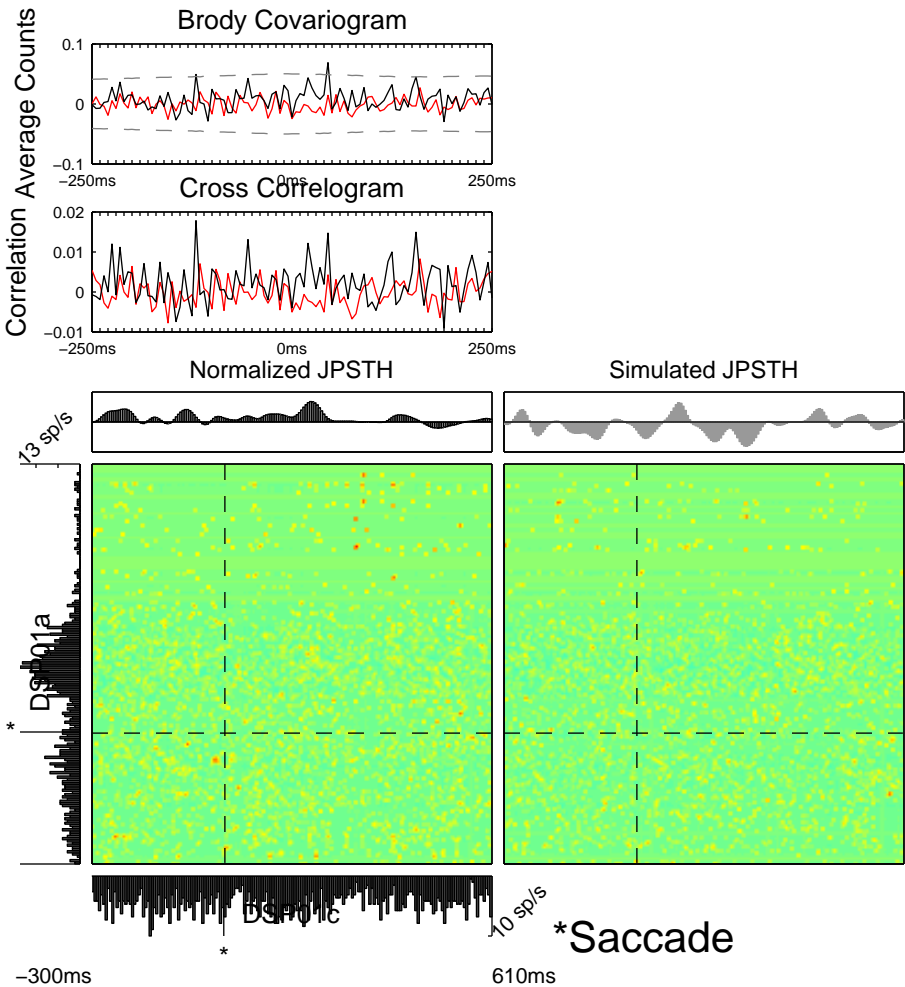 Brody Covariogram
Average Counts
0.1
0
−0.1
−250ms
0ms
250ms
Cross Correlogram
Correlation
0.02
0.01
0
−0.01
−250ms
0ms
250ms
Normalized JPSTH
Simulated JPSTH
13 sp/s
DSP01a
*
DSP01c
10 sp/s
*
*Saccade
−300ms
610ms